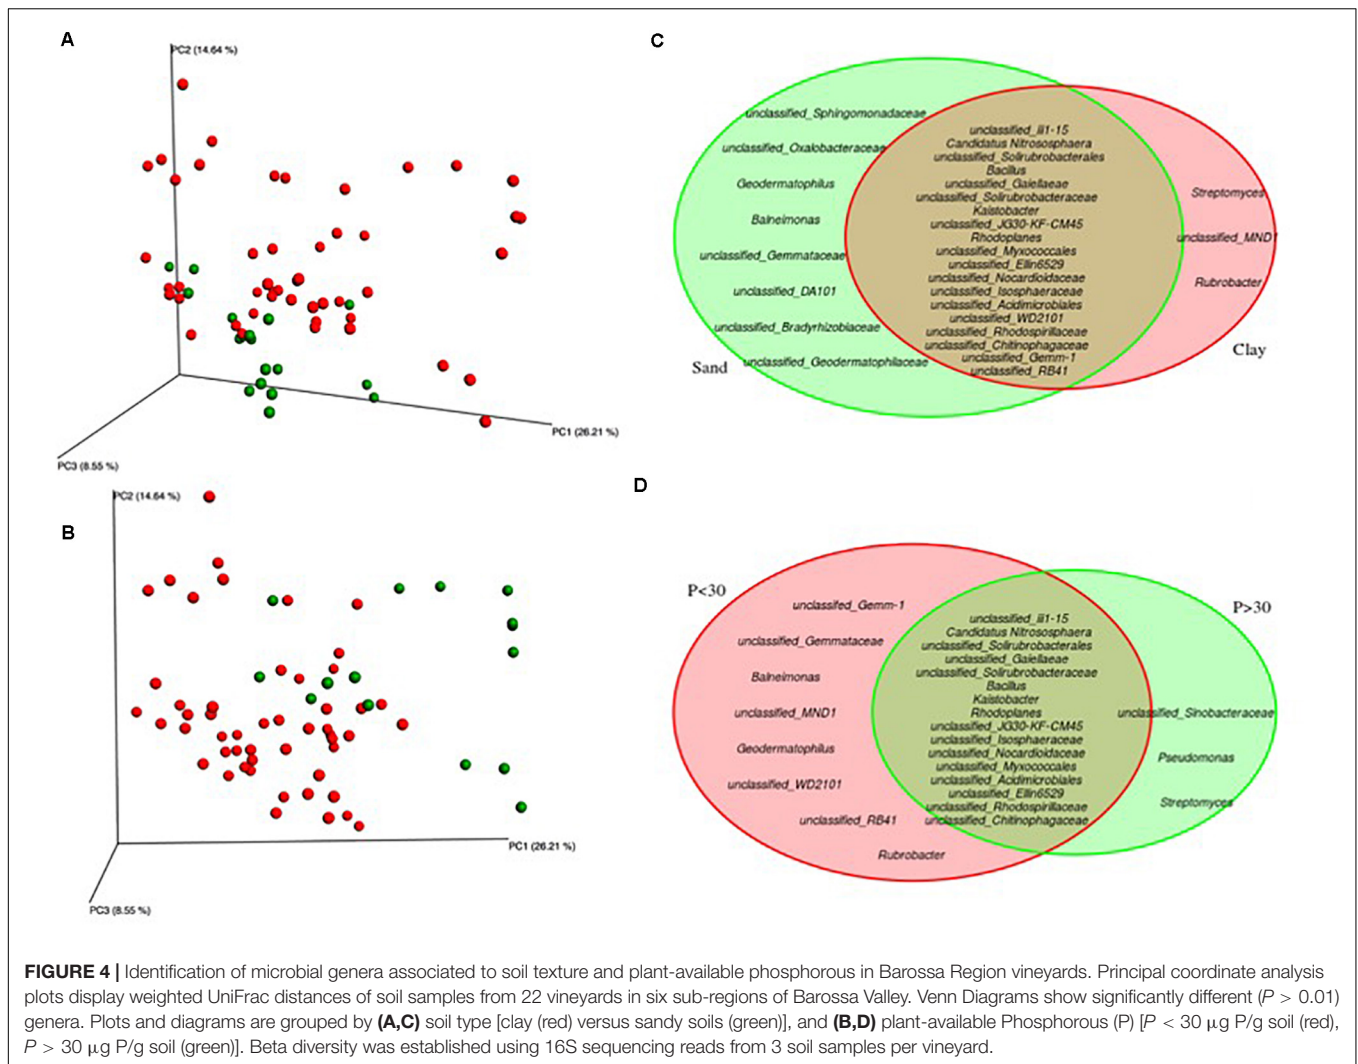 A
PC2 (14.64 %)
PC1 (26.21 %)
PC3 (8.55 %)
C
unclassified_Sphingomonadaceae
unclassified_Oxalobacteraceae
Geodermatophilus
Balneimonas
unclassified_Gemmataceae
unclassified_DA101
unclassified_Bradyrhizobiaceae
unclassified_Geodermatophilaceae
Sand
unclassified_iii1-15
Candidatus Nitrososphaera
unclassified_Solirubrobacterales
Bacillus
unclassified_Gaiellaeae
unclassified_Solirubrobacteraceae
Kaistobacter
unclassified_JG30-KF-CM45
Rhodoplanes
unclassified_Myxococcales
unclassified_Ellin6529
unclassified_Nocardioidaceae
unclassified_Isosphaeraceae
unclassified_Acidimicrobiales
unclassified_WD2101
unclassified_Rhodospirillaceae
unclassified_Chitinophagaceae
unclassified_Gemm-1
unclassified_RB41
Streptomyces
unclassified_MND1
Rubrobacter
Clay
B
PC2 (14.64 %)
PC1 (26.21 %)
PC3 (8.55 %)
D
P<30
unclassifed_Gemm-1
unclassified_Gemmataceae
Balneimonas
unclassified_MND1
Geodermatophilus
unclassified_WD2101
unclassified_RB41
Rubrobacter
unclassified_iii1-15
Candidatus Nitrososphaera
unclassified_Solirubrobacterales
unclassified_Gaiellaeae
unclassified_Solirubrobacteraceae
Bacillus
Kaistobacter
Rhodoplanes
unclassified_JG30-KF-CM45
unclassified_Isosphaeraceae
unclassified_Nocardioidaceae
unclassified_Myxococcales
unclassified_Acidimicrobiales
unclassified_Ellin6529
unclassified_Rhodospirillaceae
unclassified_Chitinophagaceae
P>30
unclassified_Sinobacteraceae
Pseudomonas
Streptomyces
FIGURE 4 | Identification of microbial genera associated to soil texture and plant-available phosphorous in Barossa Region vineyards. Principal coordinate analysis
plots display weighted UniFrac distances of soil samples from 22 vineyards in six sub-regions of Barossa Valley. Venn Diagrams show significantly different (P > 0.01)
genera. Plots and diagrams are grouped by (A,C) soil type [clay (red) versus sandy soils (green)], and (B,D) plant-available Phosphorous (P) [P < 30 μg P/g soil (red),
P > 30 μg P/g soil (green)]. Beta diversity was established using 16S sequencing reads from 3 soil samples per vineyard.